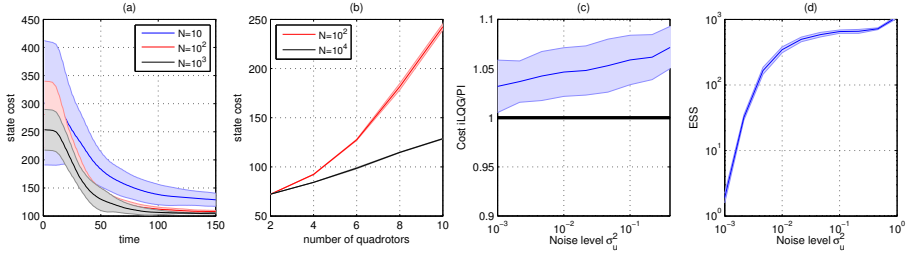 (a)
450
400
350
300
250
200
150
100
0
50
100
150
state cost
time
N=10
N=10²
N=10³
(b)
250
200
150
100
50
2
4
6
8
10
state cost
number of quadrotors
N=10²
N=10⁴
(c)
1.1
1.05
1
0.95
0.9
10⁻³
10⁻²
10⁻¹
Cost iLQG/PI
Noise level σ²ᵤ
(d)
10³
10²
10¹
10⁰
10⁻³
10⁻²
10⁻¹
10⁰
ESS
Noise level σ²ᵤ